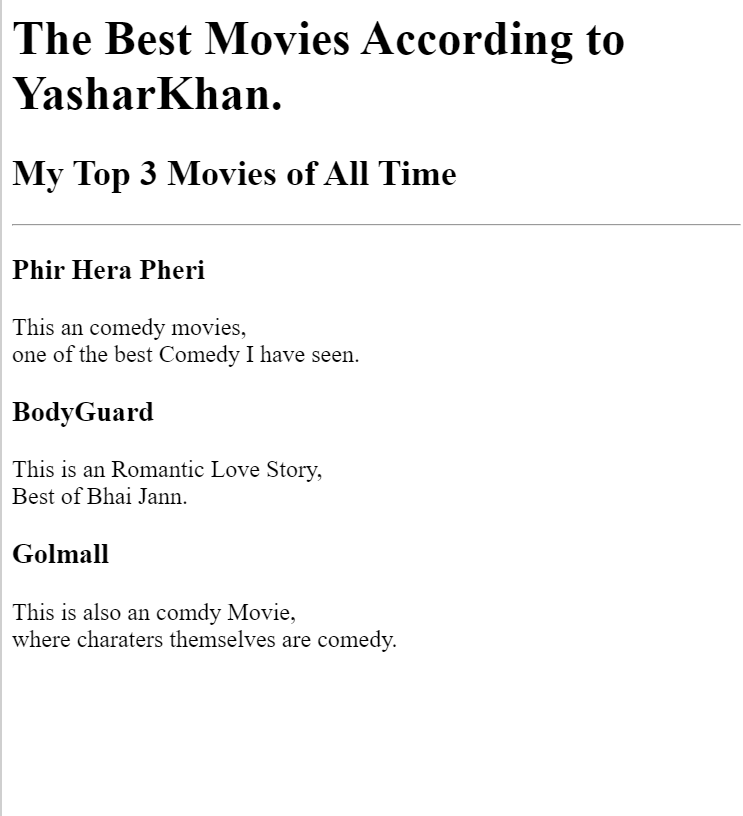 The Best Movies According to
YasharKhan.
My Top 3 Movies of All Time
Phir Hera Pheri
This an comedy movies,
one of the best Comedy I have seen.
BodyGuard
This is an Romantic Love Story,
Best of Bhai Jann.
Golmall
This is also an comdy Movie,
where charaters themselves are comedy.